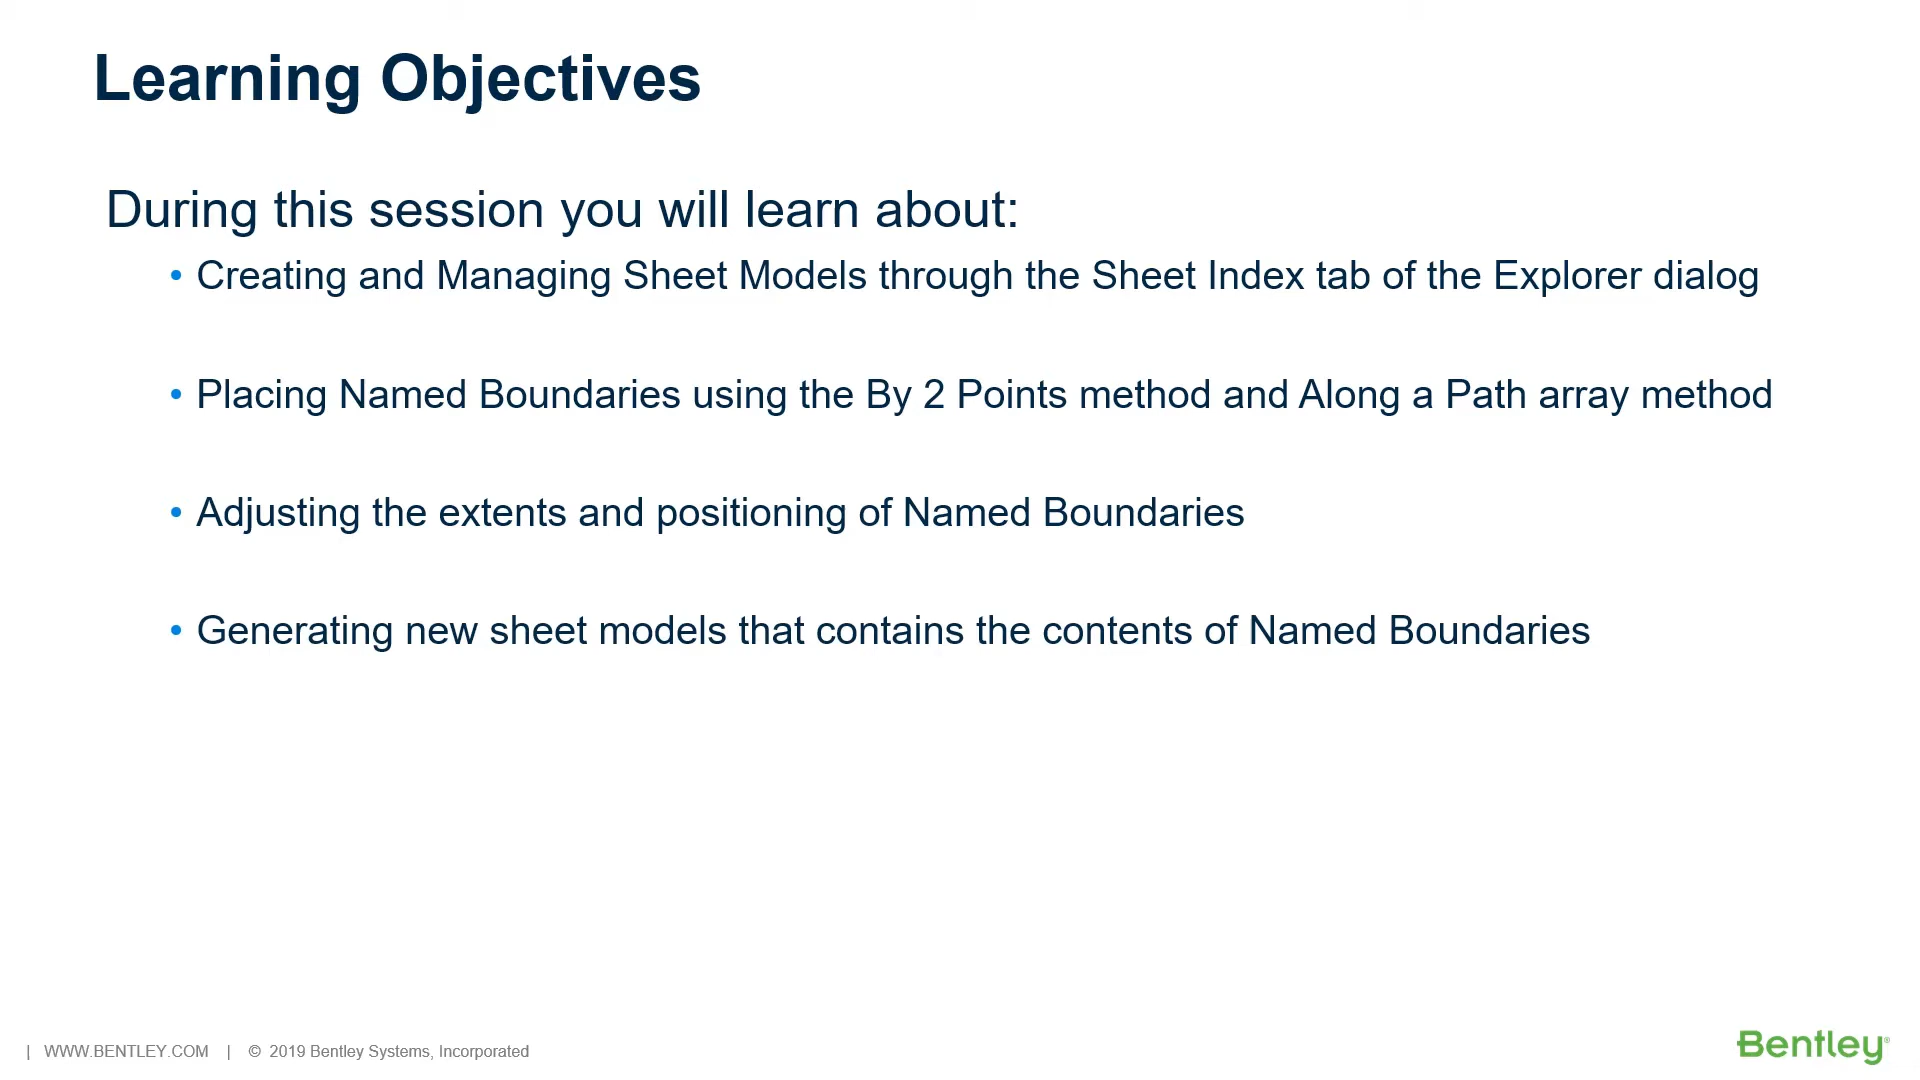 Learning Objectives
During this session you will learn about:
• Creating and Managing Sheet Models through the Sheet Index tab of the Explorer dialog
• Placing Named Boundaries using the By 2 Points method and Along a Path array method
• Adjusting the extents and positioning of Named Boundaries
• Generating new sheet models that contains the contents of Named Boundaries
| WWW.BENTLEY.COM | © 2019 Bentley Systems, Incorporated
Bentley®